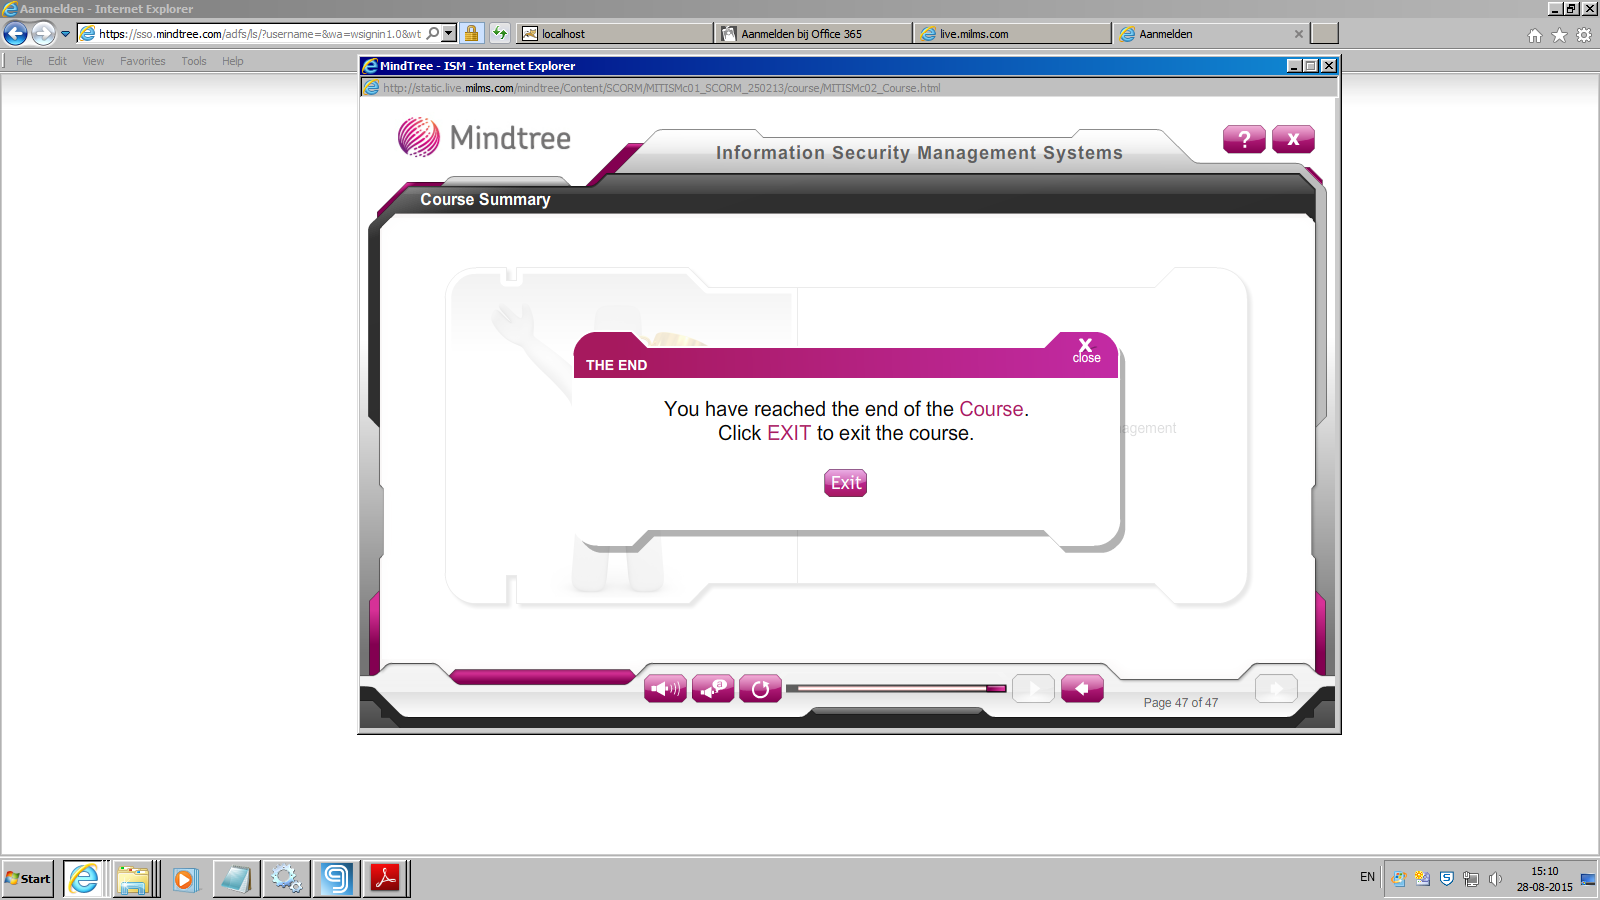 Aanmelden - Internet Explorer
https://sso.mindtree.com/adfs/ls/?username=&wa=wsignin1.0&wt
localhost
Aanmelden bij Office 365
live.milms.com
Aanmelden
File Edit View Favorites Tools Help
MindTree - ISM - Internet Explorer
http://static.live.milms.com/mindtree/Content/SCORM/MITISMc01_SCORM_250213/course/MITISMc02_Course.html
Mindtree
Information Security Management Systems
? X
Course Summary
THE END
X
close
You have reached the end of the Course.
Click EXIT to exit the course.
agement
Exit
Page 47 of 47
Start
EN
15:10
28-08-2015